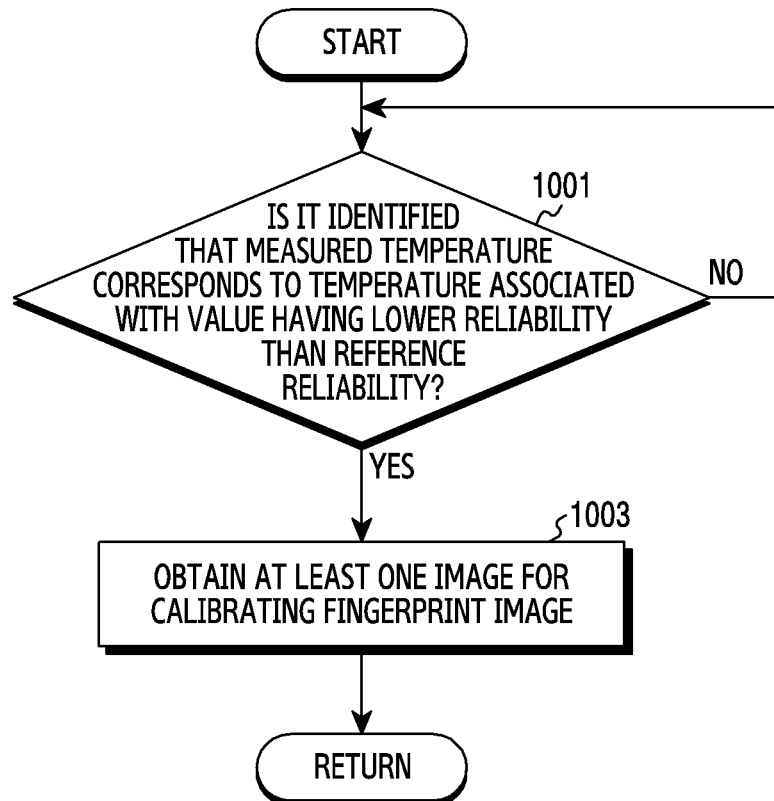 START
1001
IS IT IDENTIFIED
THAT MEASURED TEMPERATURE
CORRESPONDS TO TEMPERATURE ASSOCIATED
WITH VALUE HAVING LOWER RELIABILITY
THAN REFERENCE
RELIABILITY?
NO
YES
1003
OBTAIN AT LEAST ONE IMAGE FOR
CALIBRATING FINGERPRINT IMAGE
RETURN